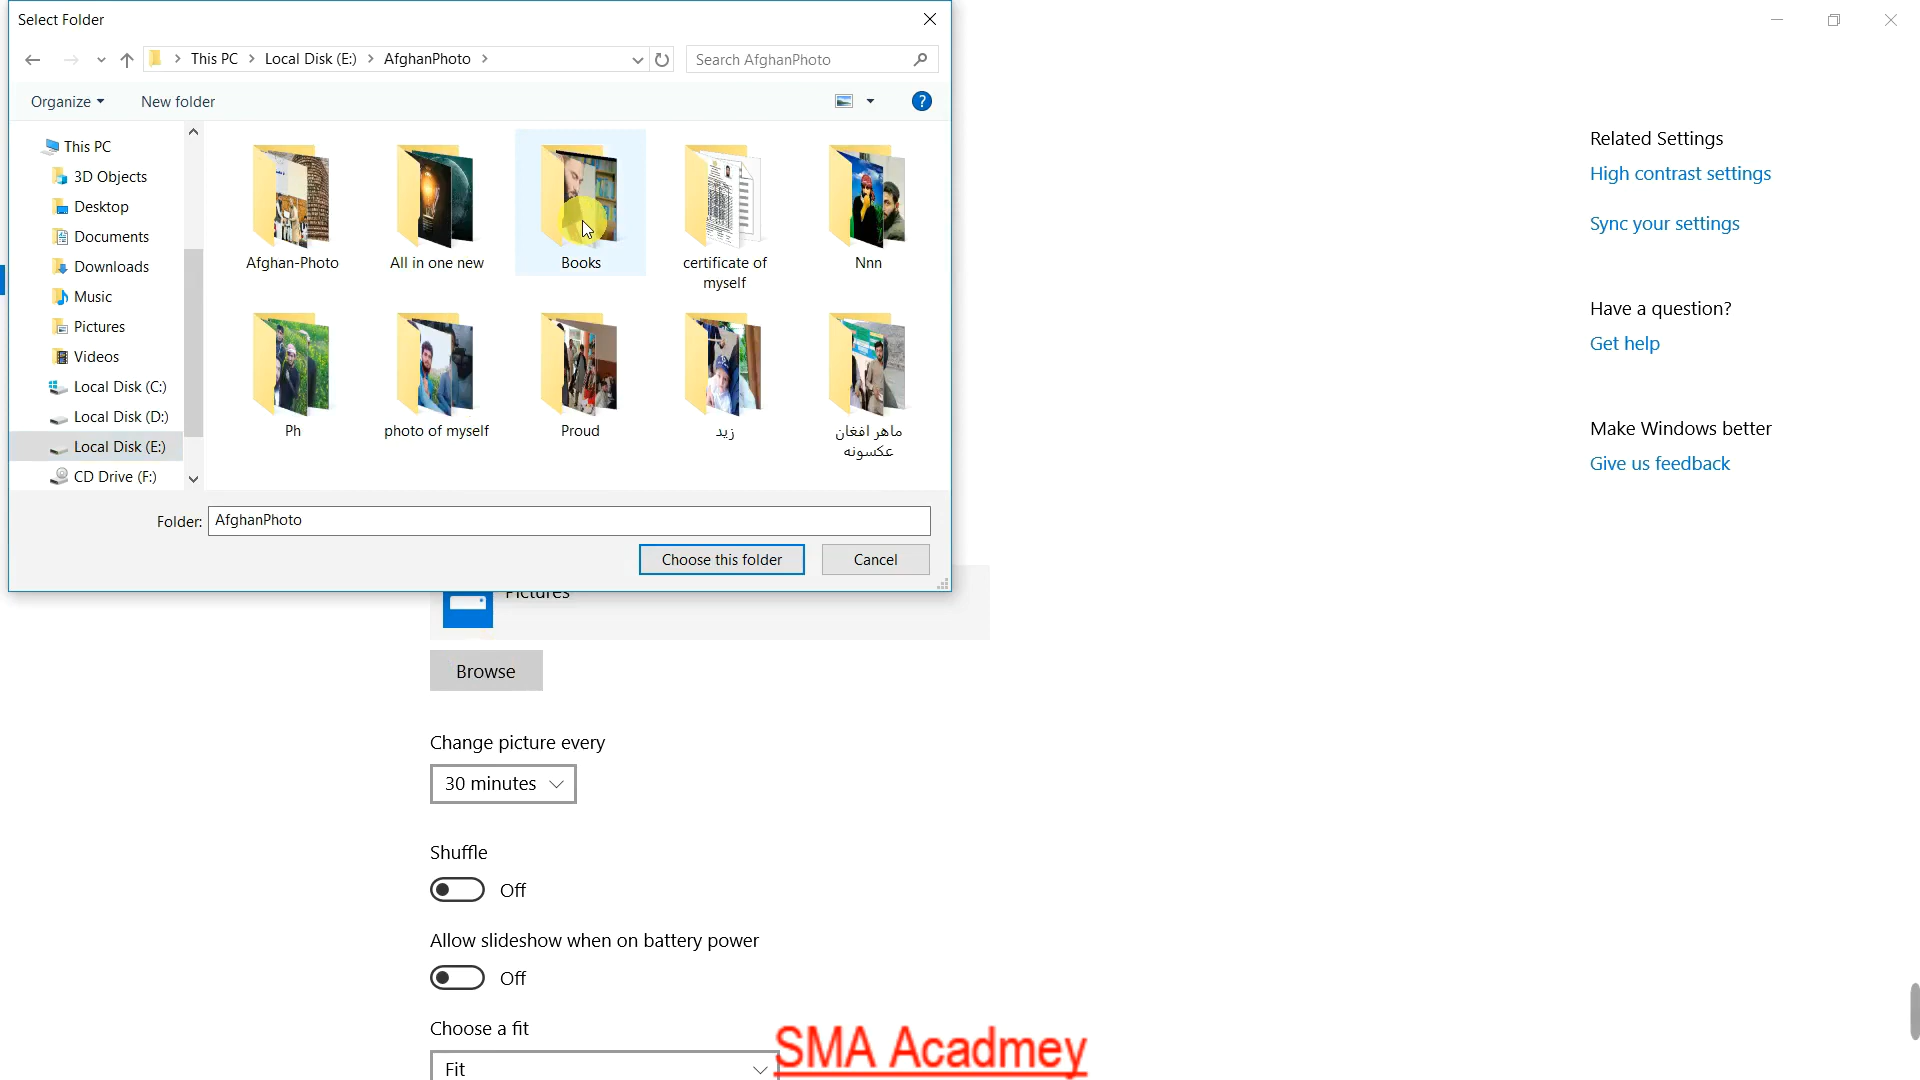 Select Folder
This PC > Local Disk (E:) > AfghanPhoto >
Search AfghanPhoto
Organize
New folder
?
This PC
3D Objects
Desktop
Documents
Downloads
Music
Pictures
Videos
Local Disk (C:)
Local Disk (D:)
Local Disk (E:)
CD Drive (F:)
Afghan-Photo
All in one new
Books
certificate of
myself
Nnn
Ph
photo of myself
Proud
زید
ماهر افغان
عکسونه
Folder: AfghanPhoto
Choose this folder
Cancel
Pictures
Browse
Change picture every
30 minutes
Shuffle
Off
Allow slideshow when on battery power
Off
Choose a fit
Fit
Related Settings
High contrast settings
Sync your settings
Have a question?
Get help
Make Windows better
Give us feedback
SMA Acadmey